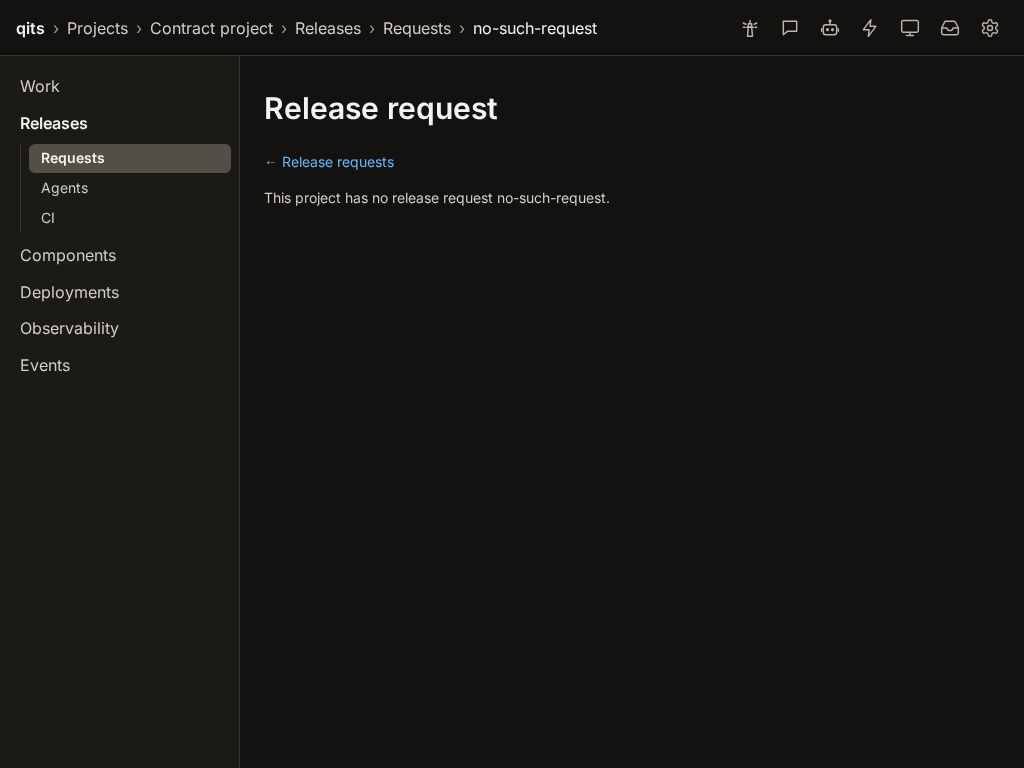 qits › Projects › Contract project › Releases › Requests › no-such-request
Work
Releases
Requests
Agents
CI
Components
Deployments
Observability
Events
Release request
← Release requests
This project has no release request no-such-request.